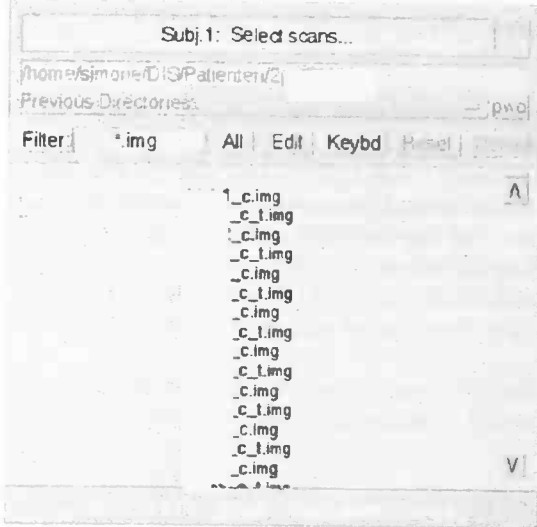 Subj.1: Select scans...
/home/simone/DIS/Patienten/2
Previous Directories: pwd
Filter: *.img All Edit Keybd Reset
1_c.img
_c_t.img
_c.img
_c_t.img
_c.img
_c_t.img
_c.img
_c_t.img
_c.img
_c_t.img
_c.img
_c_t.img
_c.img
_c_t.img
_c.img